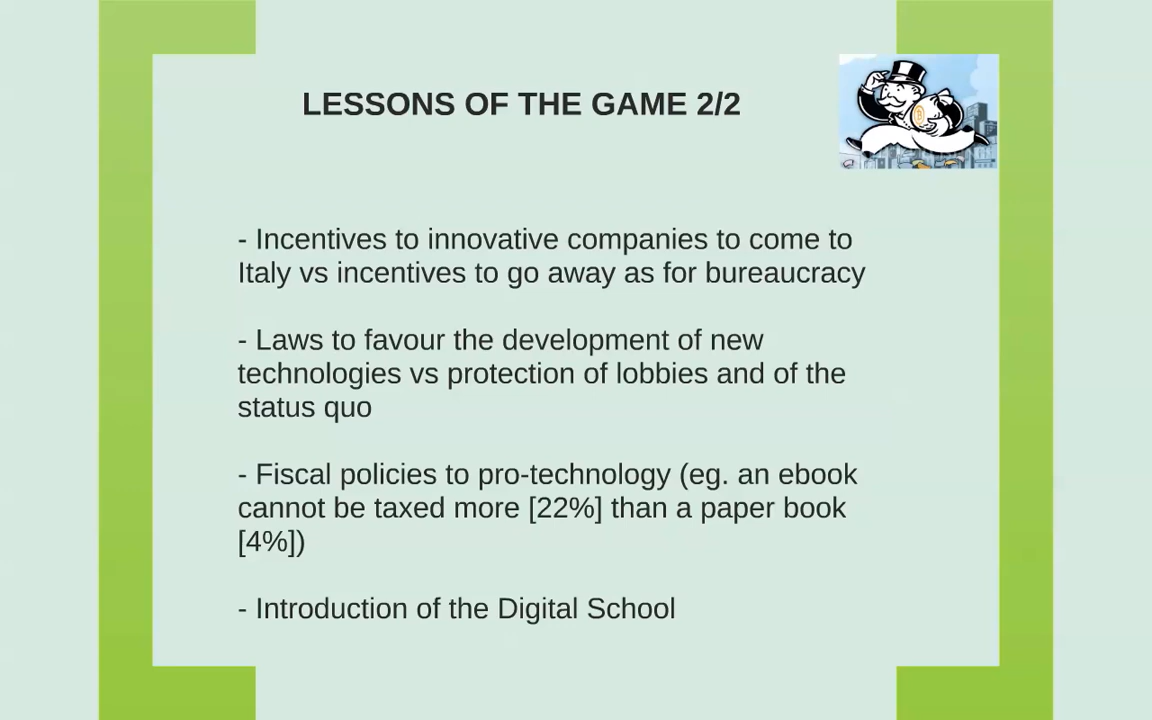 LESSONS OF THE GAME 2/2
- Incentives to innovative companies to come to
Italy vs incentives to go away as for bureaucracy
- Laws to favour the development of new
technologies vs protection of lobbies and of the
status quo
- Fiscal policies to pro-technology (eg. an ebook
cannot be taxed more [22%] than a paper book
[4%])
- Introduction of the Digital School